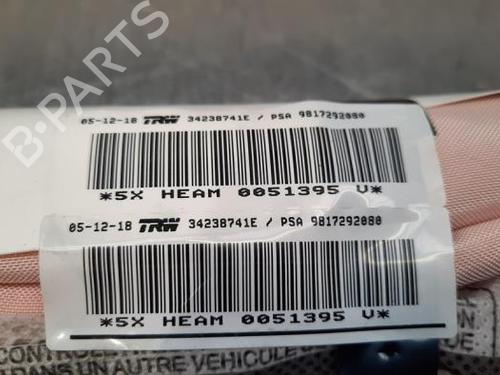 B-PARTS
05-12-18 TRW 34238741E / PSA 9817292080
*5X HEAM 0051395 V*
05-12-18 TRW 34238741E / PSA 9817292080
*5X HEAM 0051395 V*
DANS UN AUTRE VEHICULE